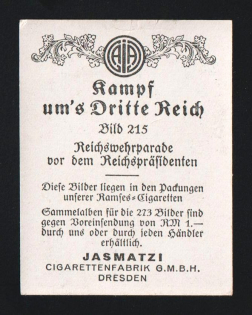 Kampf
um's Dritte Reich
Bild 215
Reichswehrparade
vor dem Reichspräsidenten
Diese Bilder liegen in den Packungen
unserer Ramses=Cigaretten
Sammelalben für die 273 Bilder sind
gegen Voreinsendung von RM 1.—
durch uns oder durch jeden Händler
erhältlich.
JASMATZI
CIGARETTENFABRIK G.M.B.H.
DRESDEN